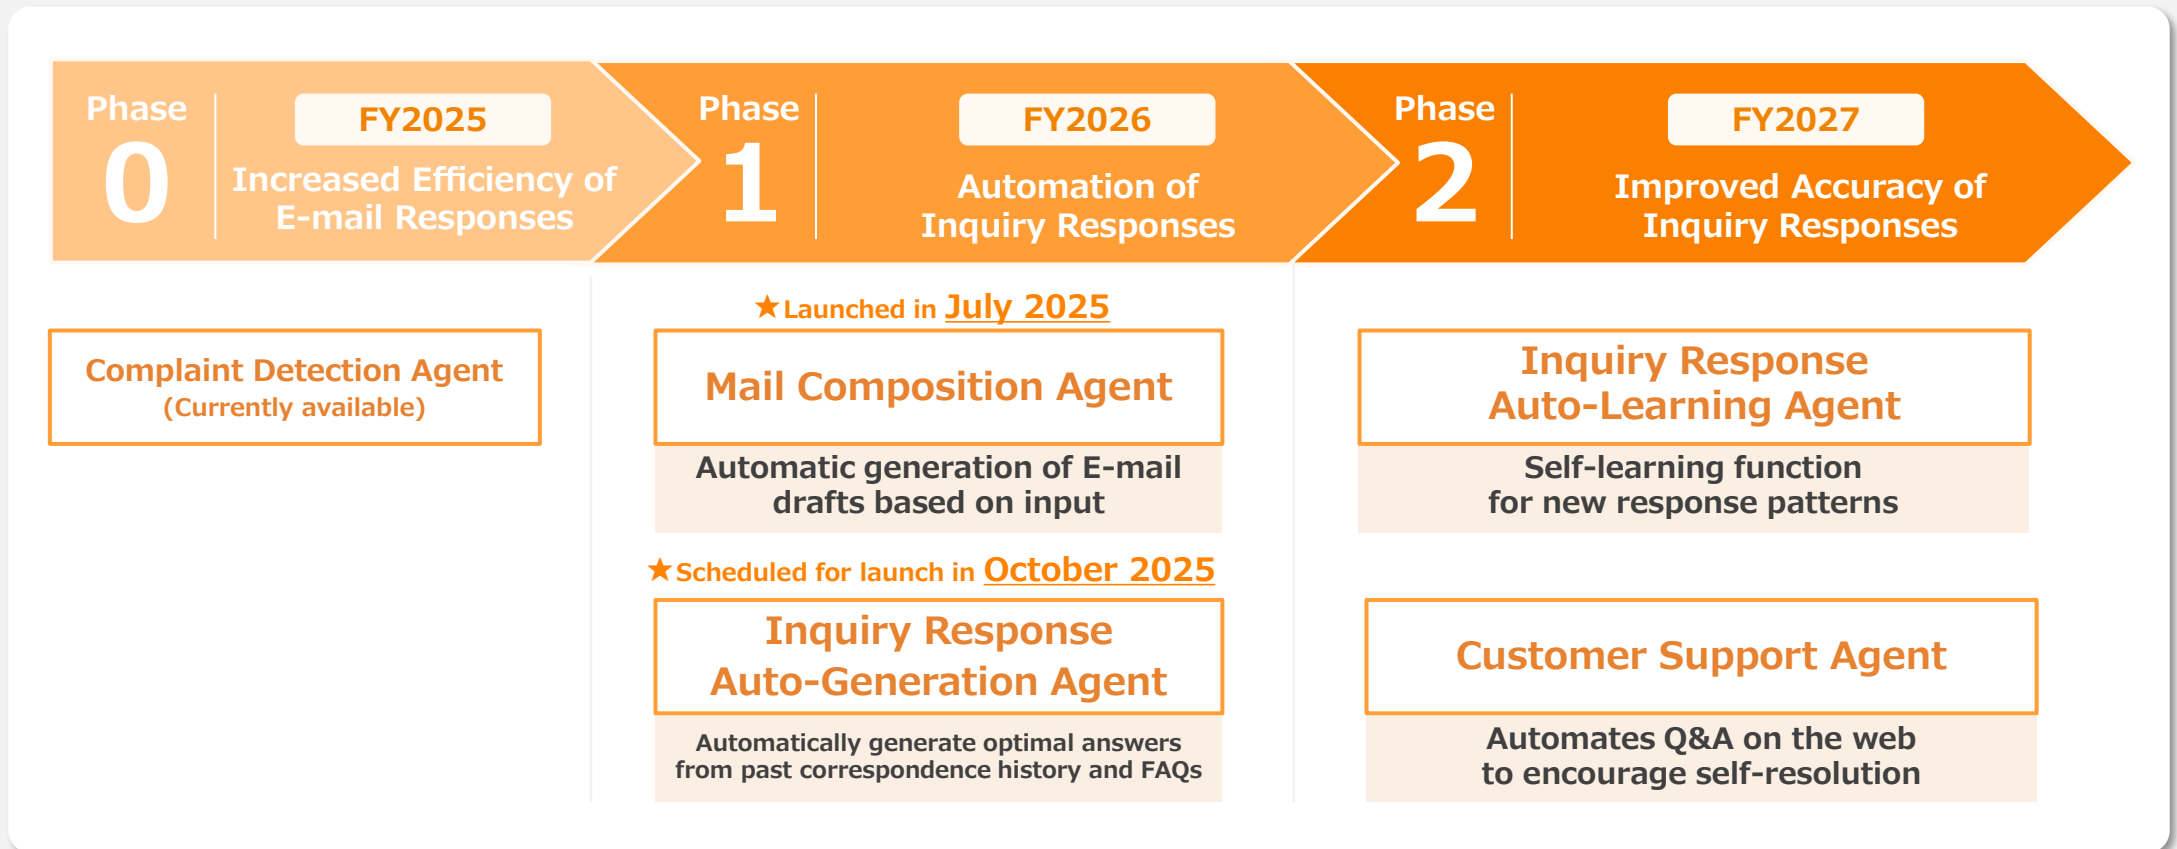 Phase
0
FY2025
Increased Efficiency of
E-mail Responses
Phase
1
FY2026
Automation of
Inquiry Responses
Phase
2
FY2027
Improved Accuracy of
Inquiry Responses
Complaint Detection Agent
(Currently available)
★Launched in July 2025
Mail Composition Agent
Automatic generation of E-mail
drafts based on input
★Scheduled for launch in October 2025
Inquiry Response
Auto-Generation Agent
Automatically generate optimal answers
from past correspondence history and FAQs
Inquiry Response
Auto-Learning Agent
Self-learning function
for new response patterns
Customer Support Agent
Automates Q&A on the web
to encourage self-resolution